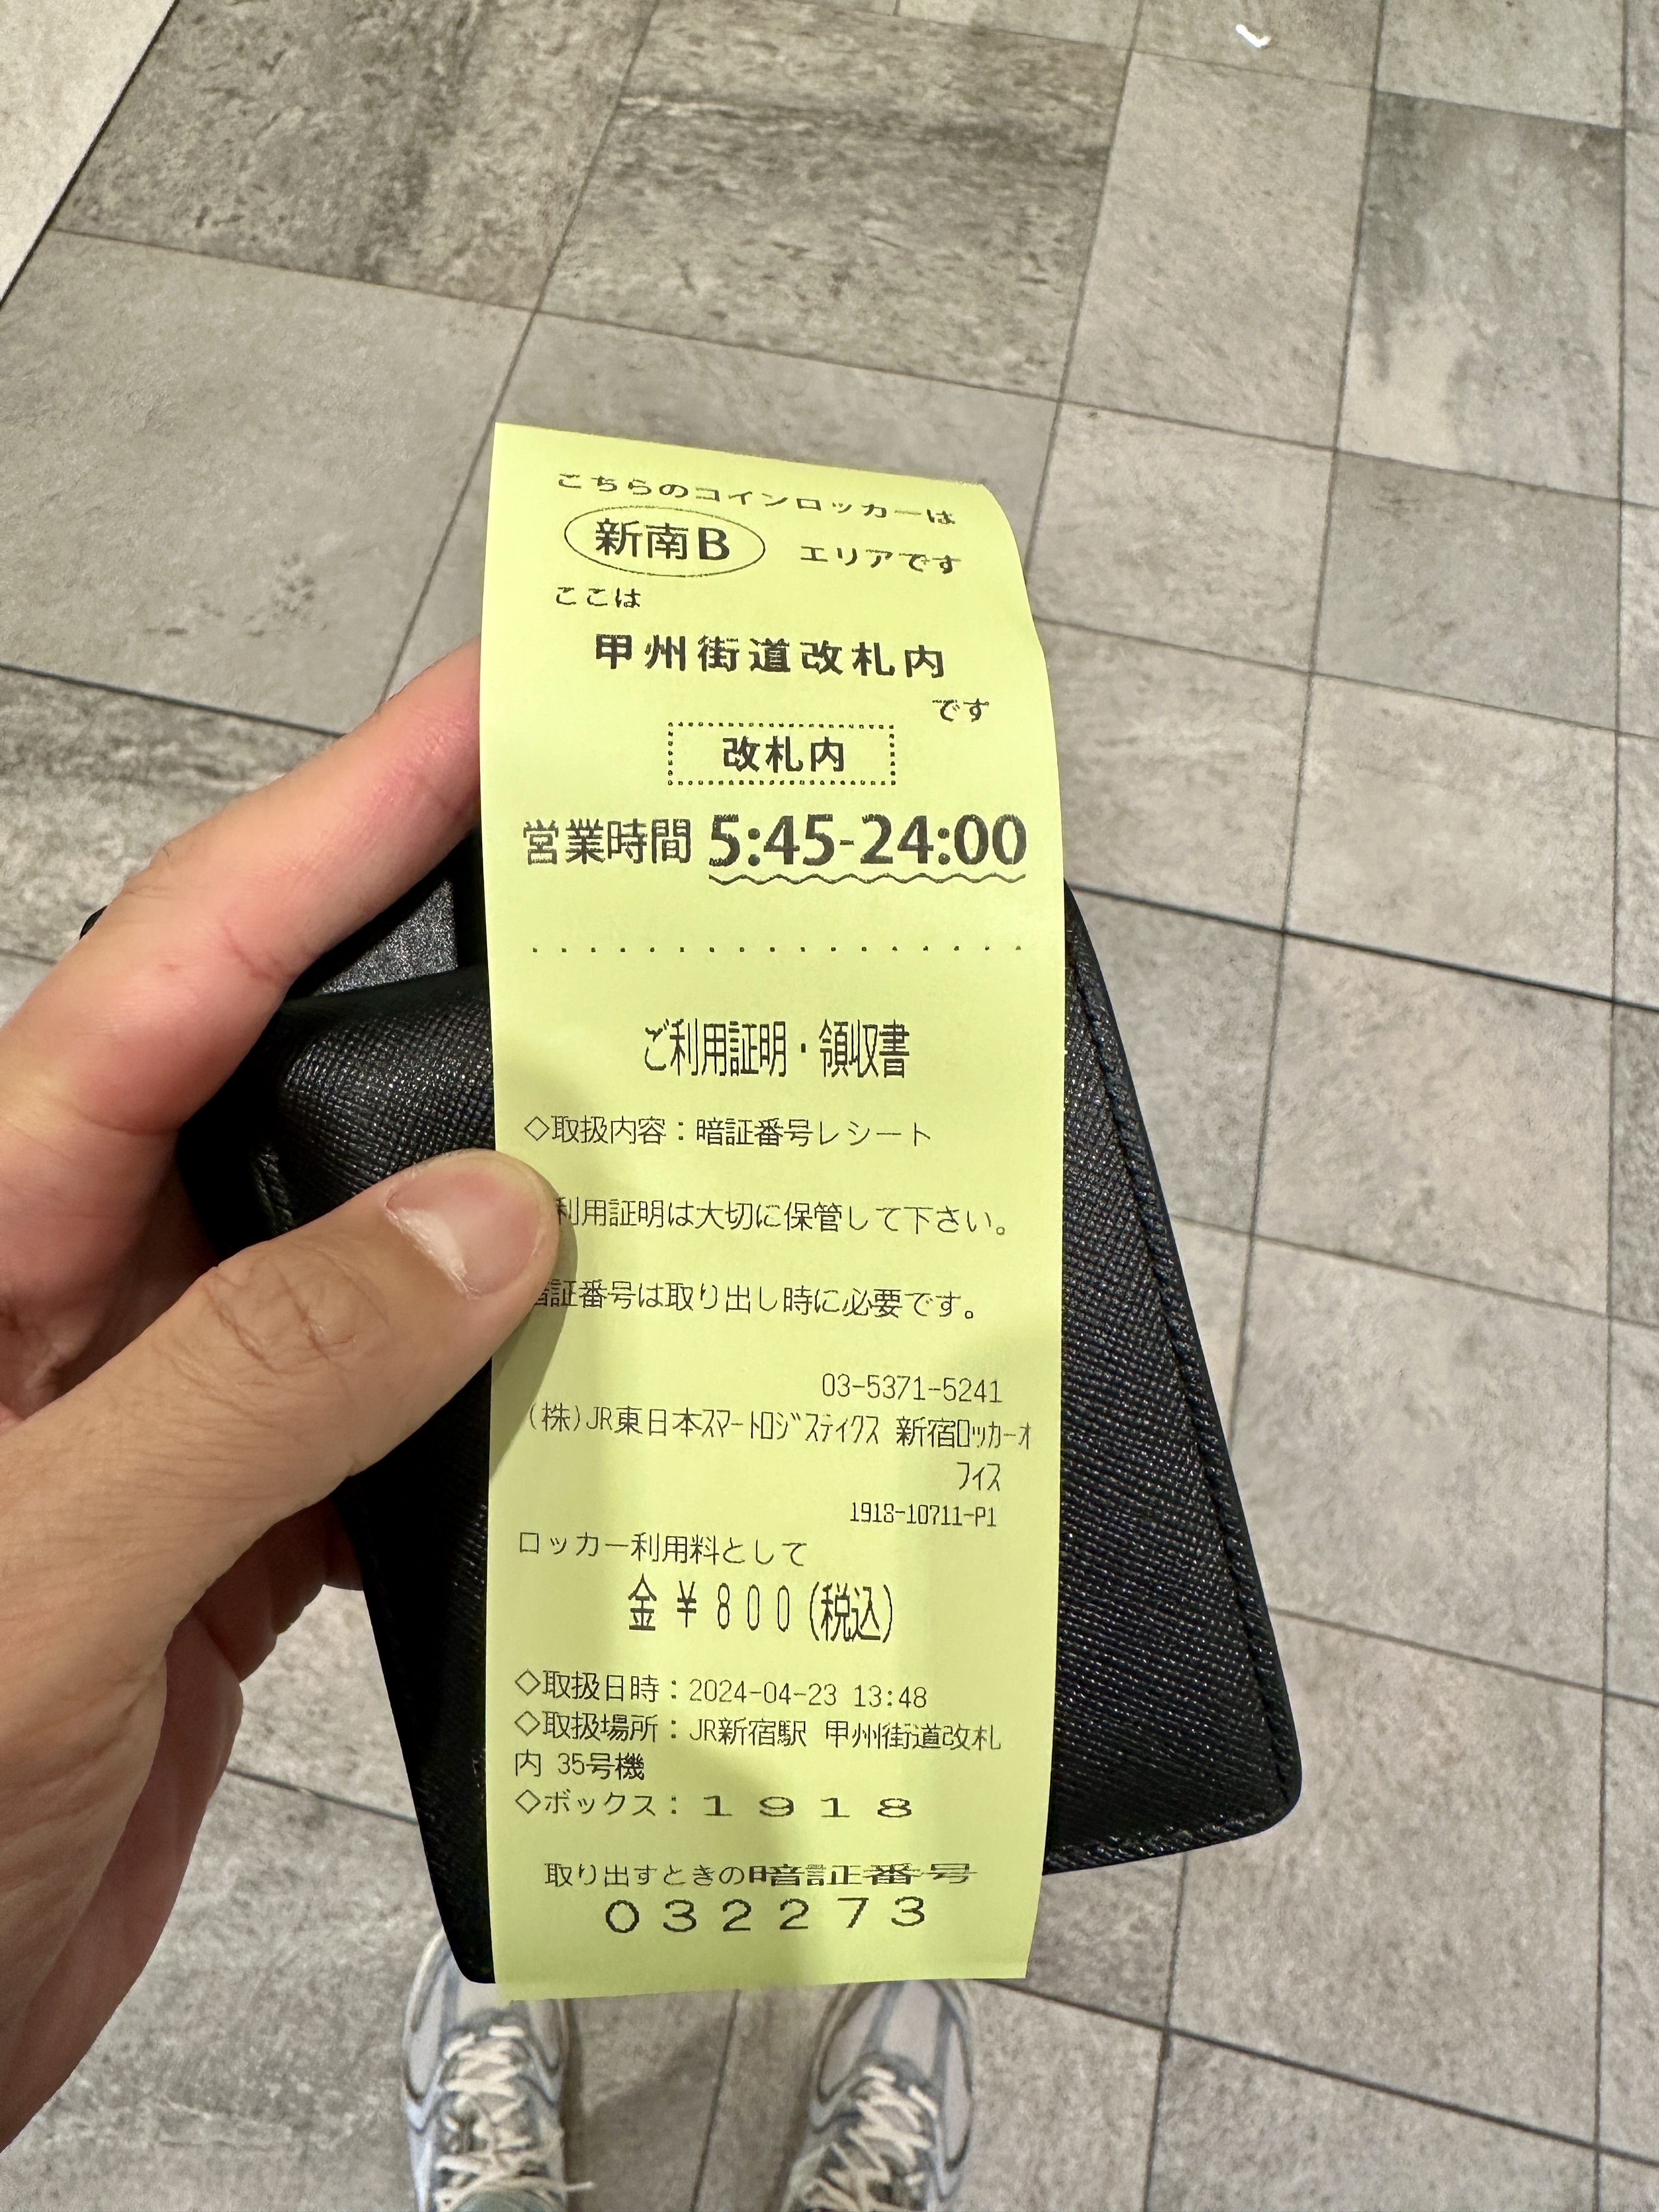 こちらのコインロッカーは
新南B エリアです
ここは
甲州街道改札内
です
改札内
営業時間 5:45-24:00
ご利用証明・領収書
◇取扱内容：暗証番号レシート
利用証明は大切に保管して下さい。
暗証番号は取り出し時に必要です。
03-5371-5241
(株)JR東日本ｽﾏｰﾄﾛｼﾞｽﾃｨｸｽ 新宿ﾛｯｶｰｵ
ﾌｨｽ
1918-10711-P1
ロッカー利用料として
金￥800(税込)
◇取扱日時：2024-04-23 13:48
◇取扱場所：JR新宿駅 甲州街道改札
内 35号機
◇ボックス：1918
取り出すときの暗証番号
032273